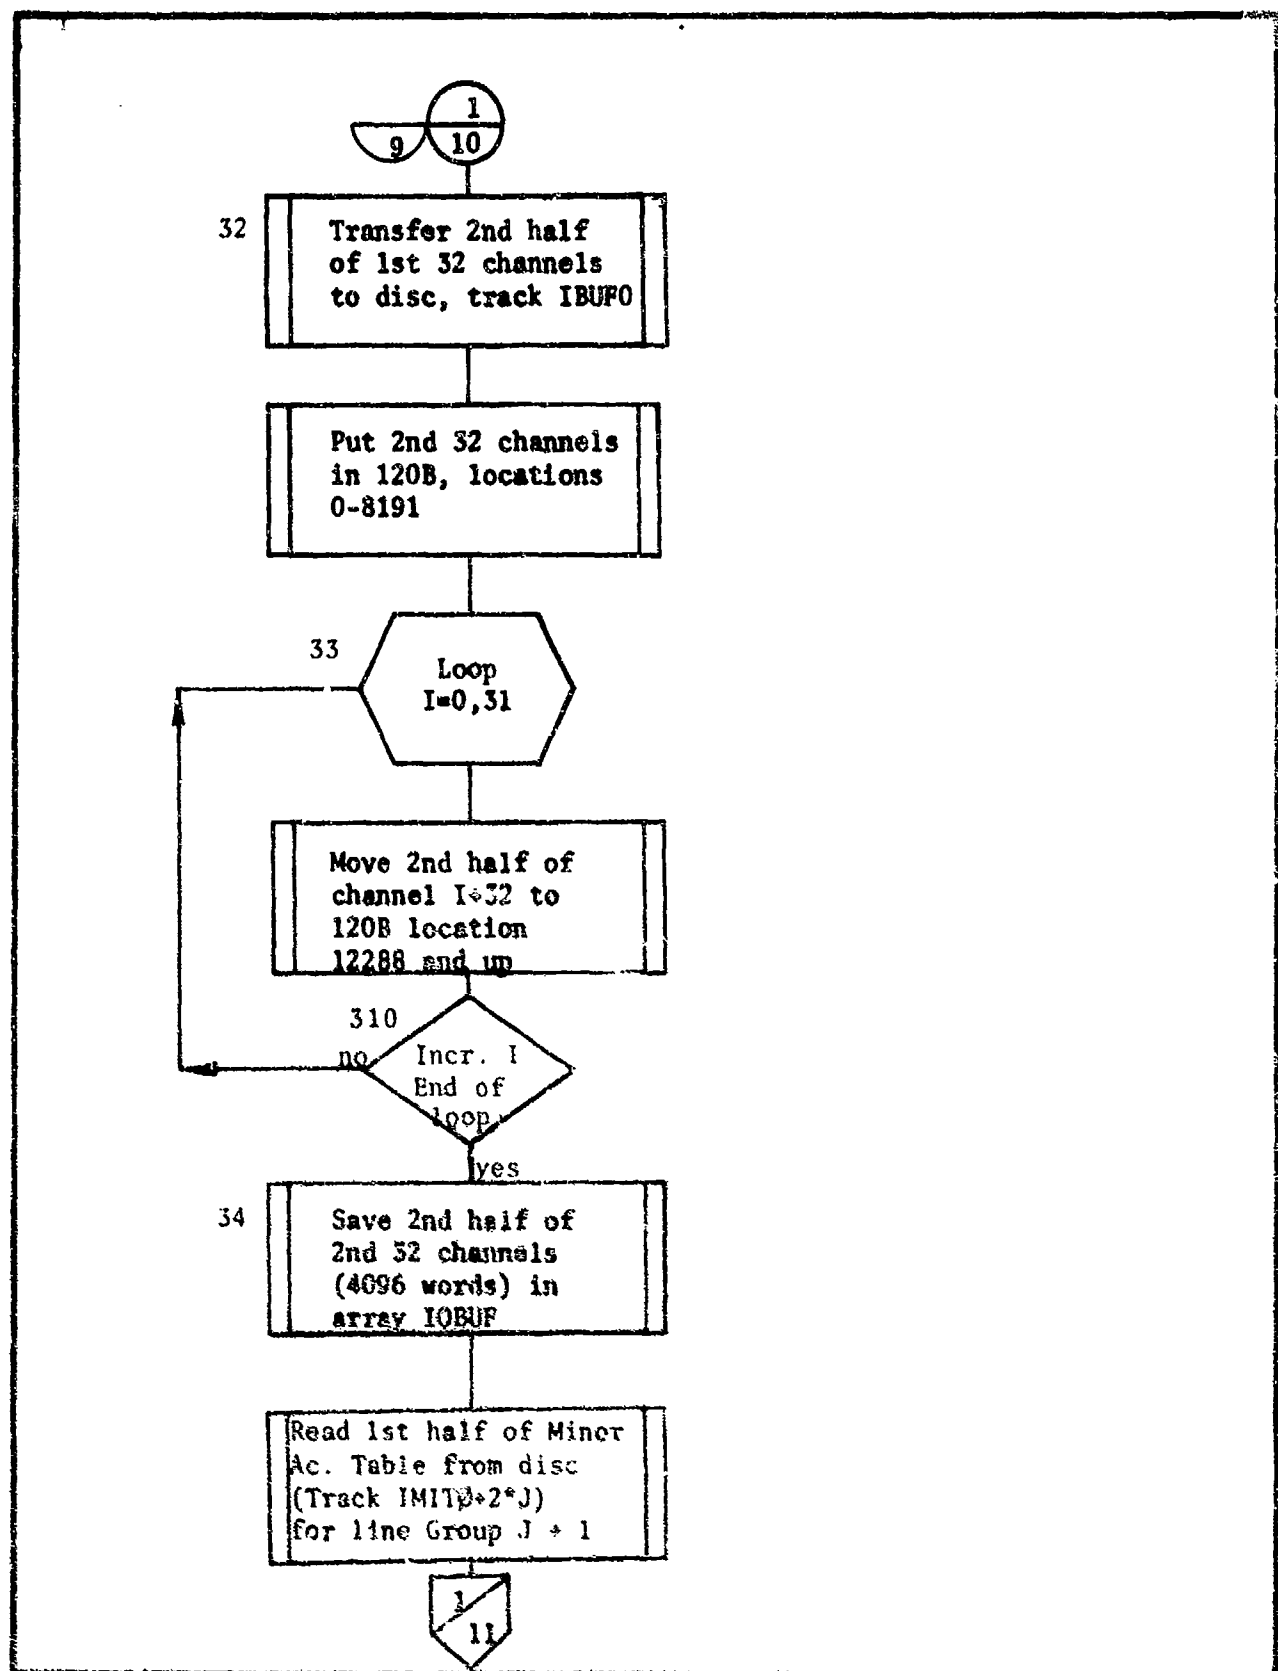 1
9 10
32
Transfer 2nd half
of 1st 32 channels
to disc, track IBUFO
Put 2nd 32 channels
in 120B, locations
0-8191
33
Loop
I=0,31
Move 2nd half of
channel I+32 to
120B location
12288 and up
310
no
Incr. I
End of
loop
yes
34
Save 2nd half of
2nd 32 channels
(4096 words) in
array IOBUF
Read 1st half of Minor
Ac. Table from disc
(Track IMITØ+2*J)
for line Group J + 1
1
11